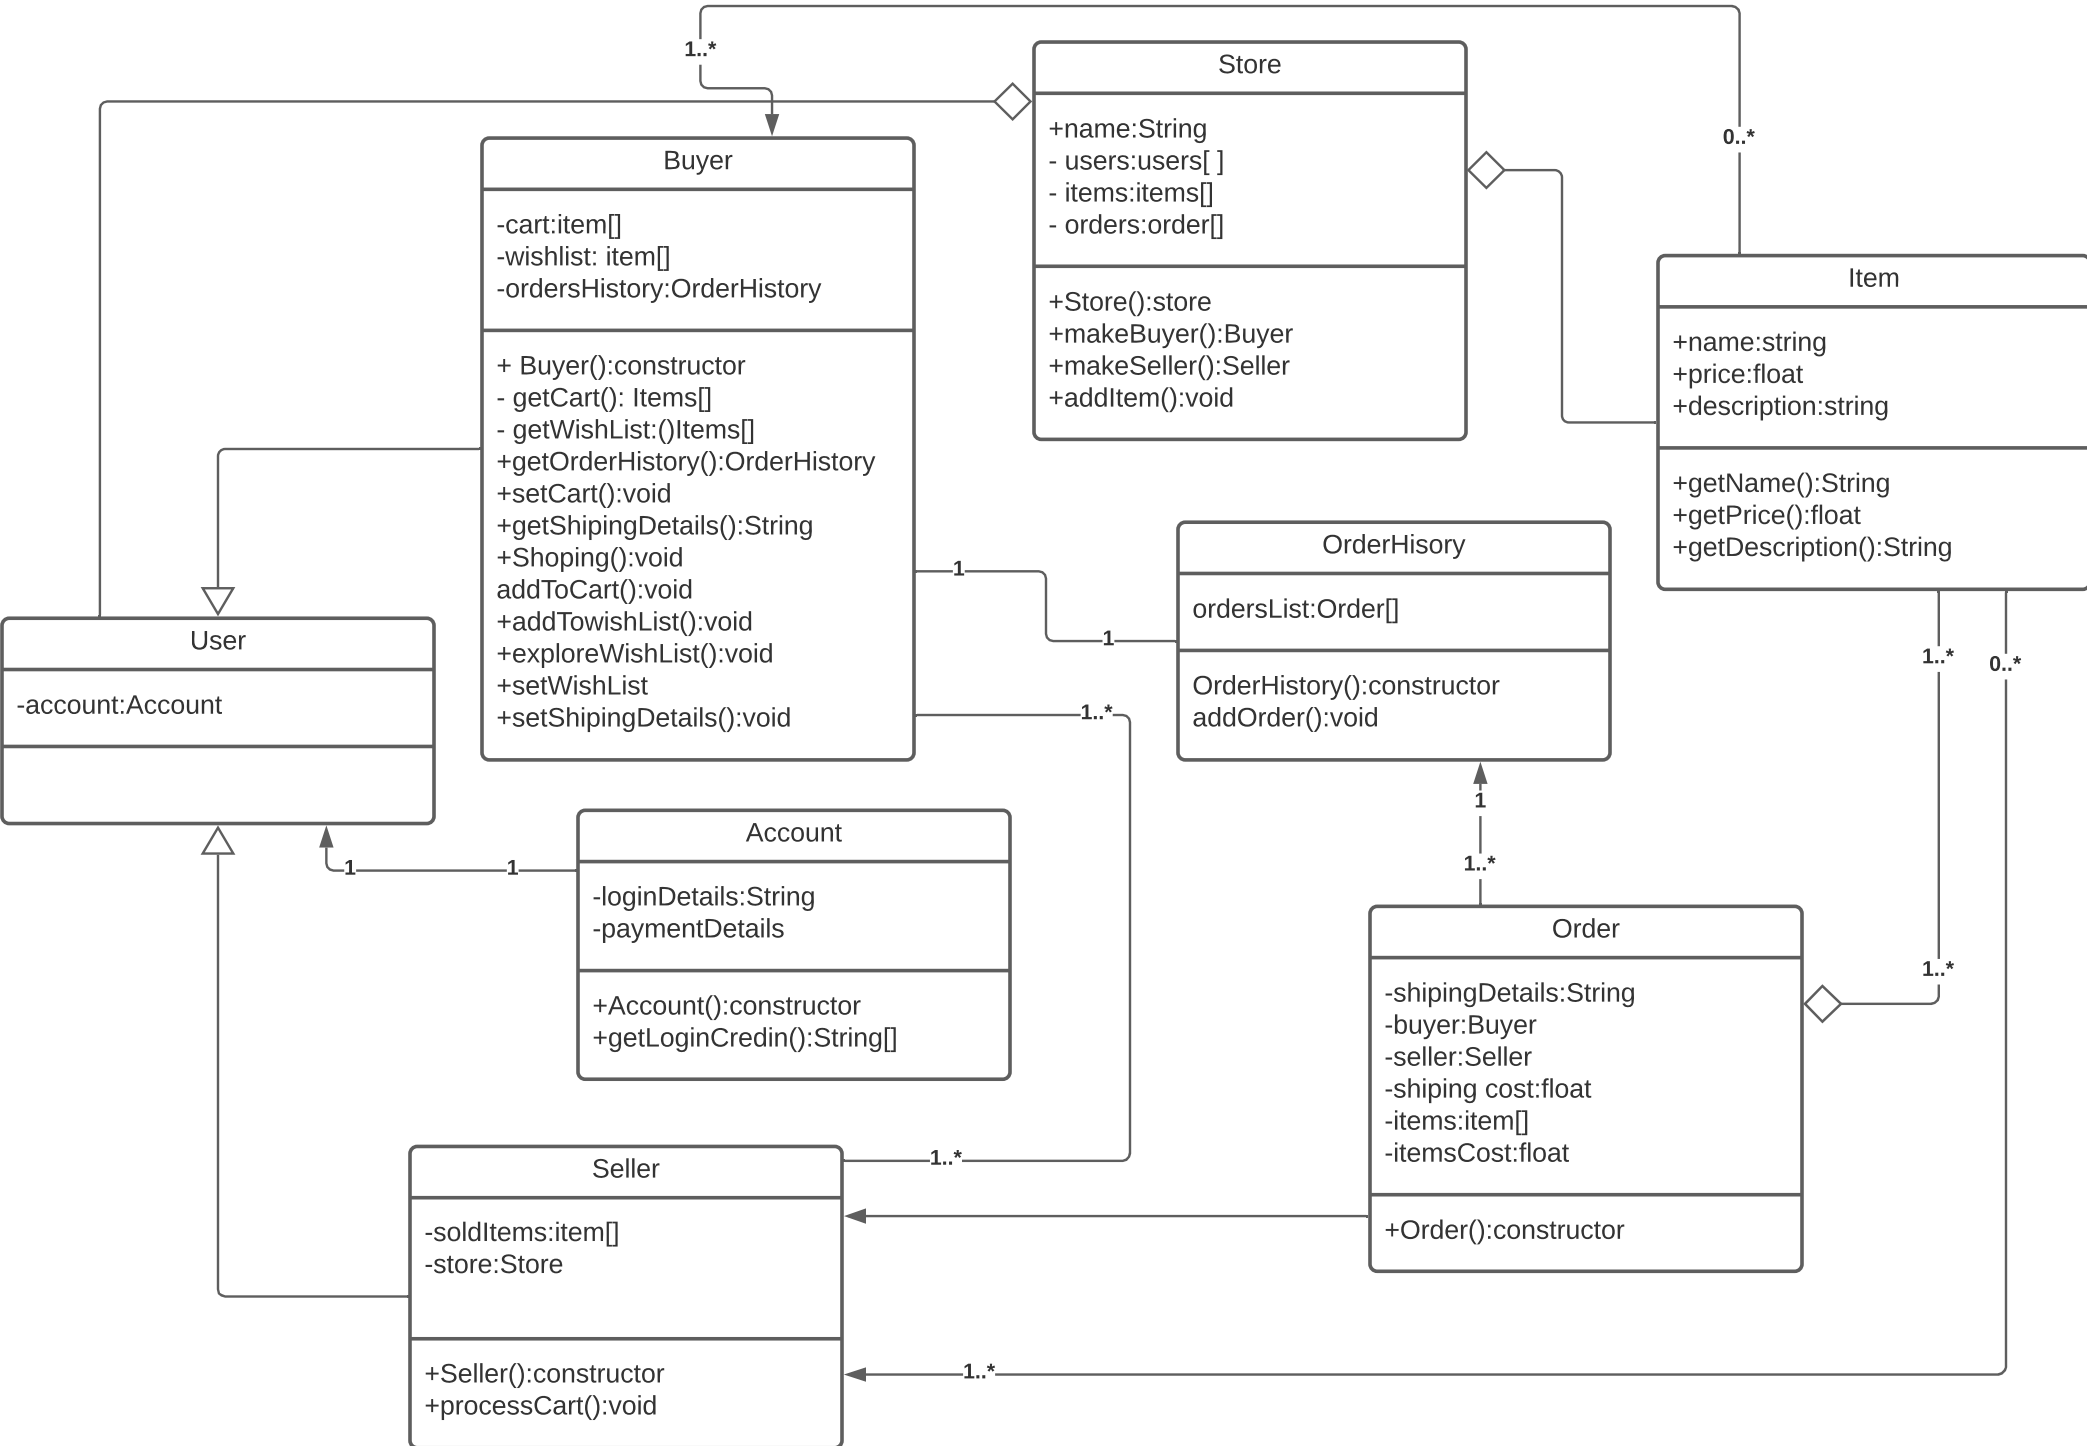 1..*
Store
+name:String
- users:users[ ]
- items:items[]
- orders:order[]
+Store():store
+makeBuyer():Buyer
+makeSeller():Seller
+addItem():void
0..*
Buyer
-cart:item[]
-wishlist: item[]
-ordersHistory:OrderHistory
+ Buyer():constructor
- getCart(): Items[]
- getWishList:()Items[]
+getOrderHistory():OrderHistory
+setCart():void
+getShipingDetails():String
+Shoping():void
addToCart():void
+addTowishList():void
+exploreWishList():void
+setWishList
+setShipingDetails():void
Item
+name:string
+price:float
+description:string
+getName():String
+getPrice():float
+getDescription():String
1
1
OrderHisory
ordersList:Order[]
OrderHistory():constructor
addOrder():void
User
-account:Account
1..*
1..*
0..*
1
1
Account
-loginDetails:String
-paymentDetails
+Account():constructor
+getLoginCredin():String[]
1
1..*
Order
-shipingDetails:String
-buyer:Buyer
-seller:Seller
-shiping cost:float
-items:item[]
-itemsCost:float
+Order():constructor
1..*
1..*
Seller
-soldItems:item[]
-store:Store
+Seller():constructor
+processCart():void
1..*